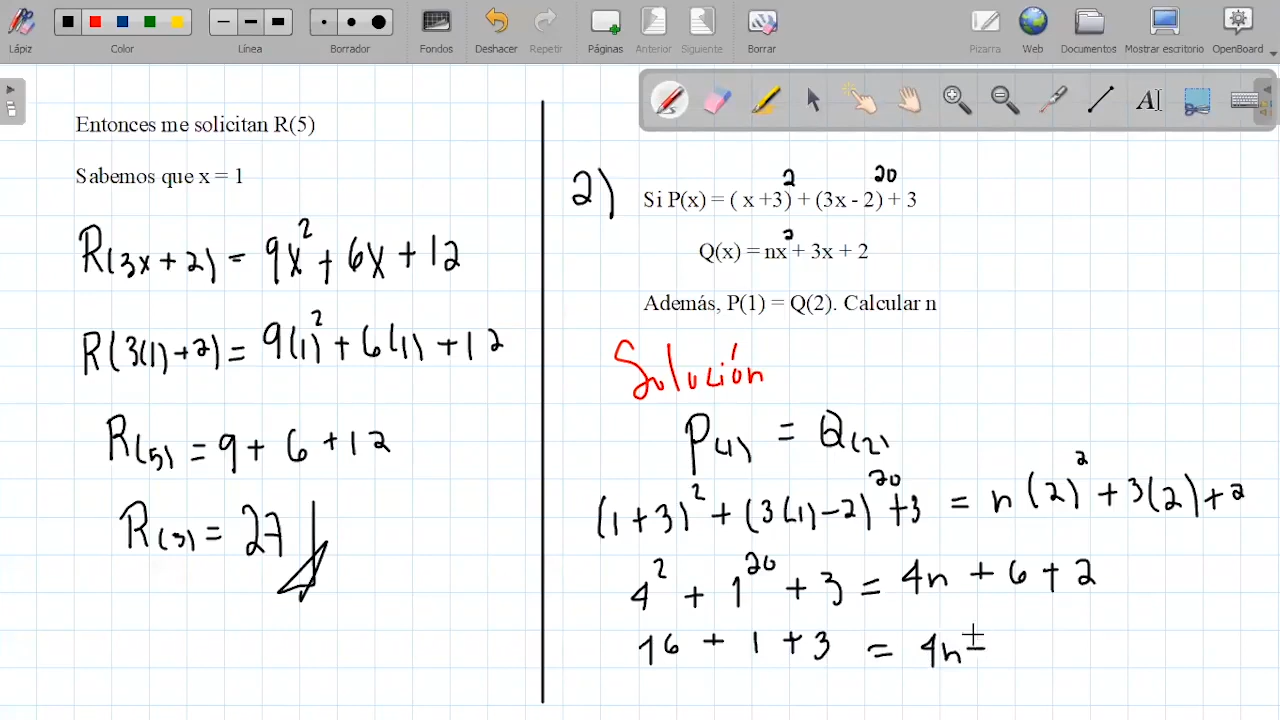 Lápiz Color Línea Borrador Fondos Deshacer Repetir Páginas Anterior Siguiente Borrar Pizarra Web Documentos Mostrar escritorio OpenBoard
Entonces me solicitan R(5)
Sabemos que x = 1
R(3x + 2) = 9x² + 6x + 12
R(3(1) + 2) = 9(1)² + 6(1) + 12
R(5) = 9 + 6 + 12
R(5) = 27
2)
Si P(x) = ( x +3)² + (3x - 2)²⁰ + 3
Q(x) = nx² + 3x + 2
Además, P(1) = Q(2). Calcular n
Solución
P(1) = Q(2)
(1 + 3)² + (3(1) - 2)²⁰ + 3 = n(2)² + 3(2) + 2
4² + 1²⁰ + 3 = 4n + 6 + 2
16 + 1 + 3 = 4n